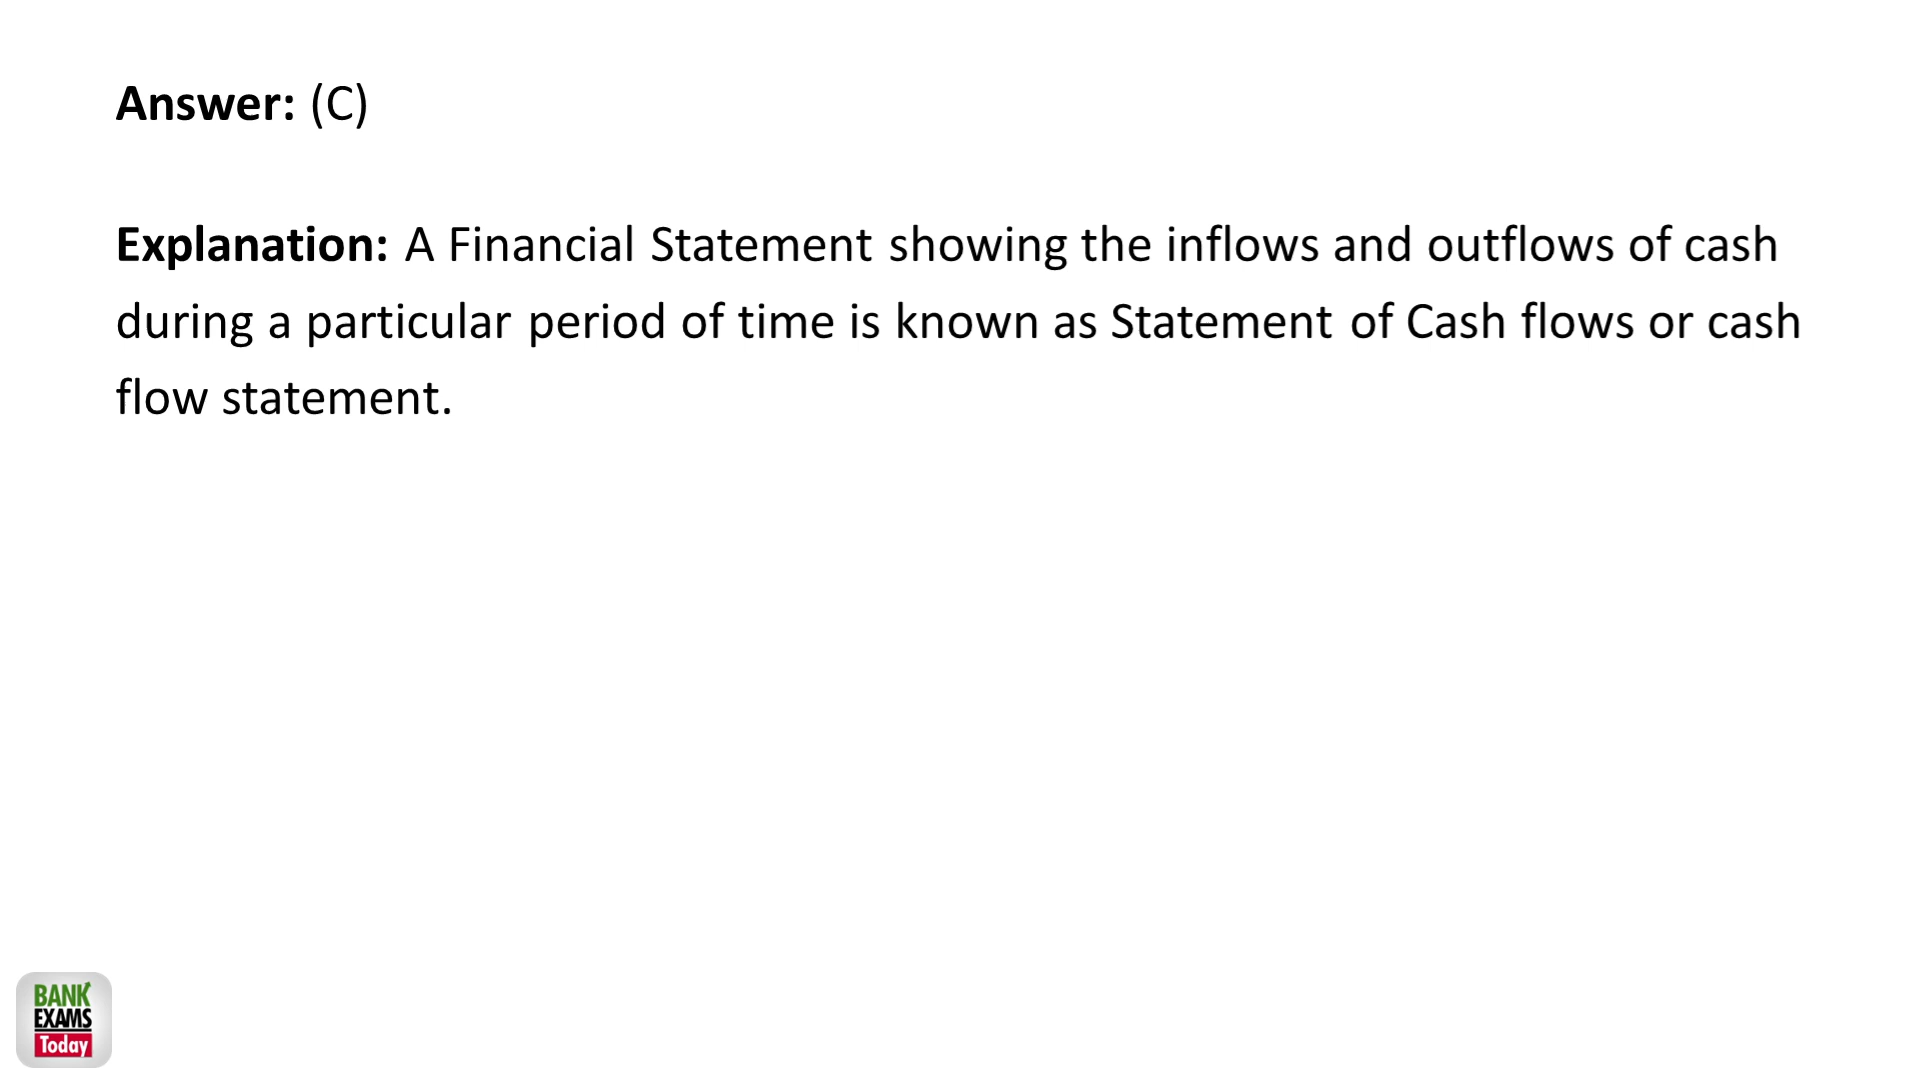 Answer: (C)
Explanation: A Financial Statement showing the inflows and outflows of cash
during a particular period of time is known as Statement of Cash flows or cash
flow statement.
BANK
EXAMS
Today